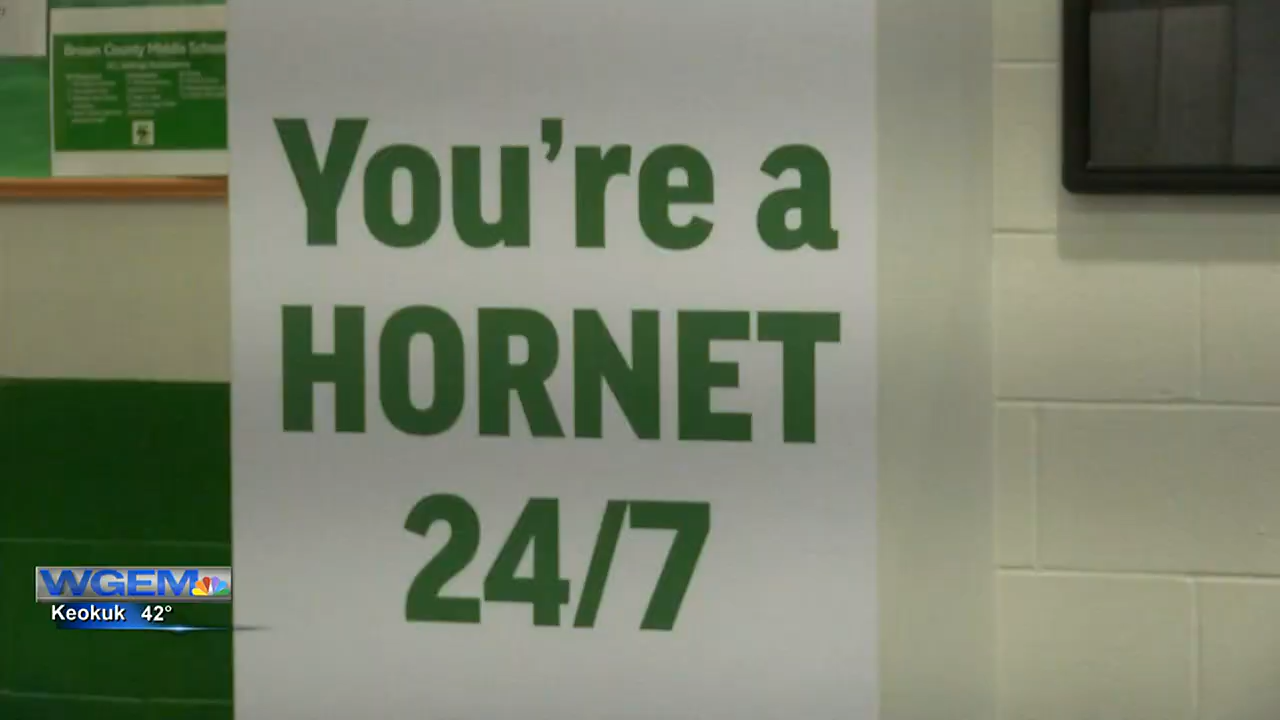 Brown County Middle School
You're a
HORNET
24/7
WGEM
Keokuk 42°